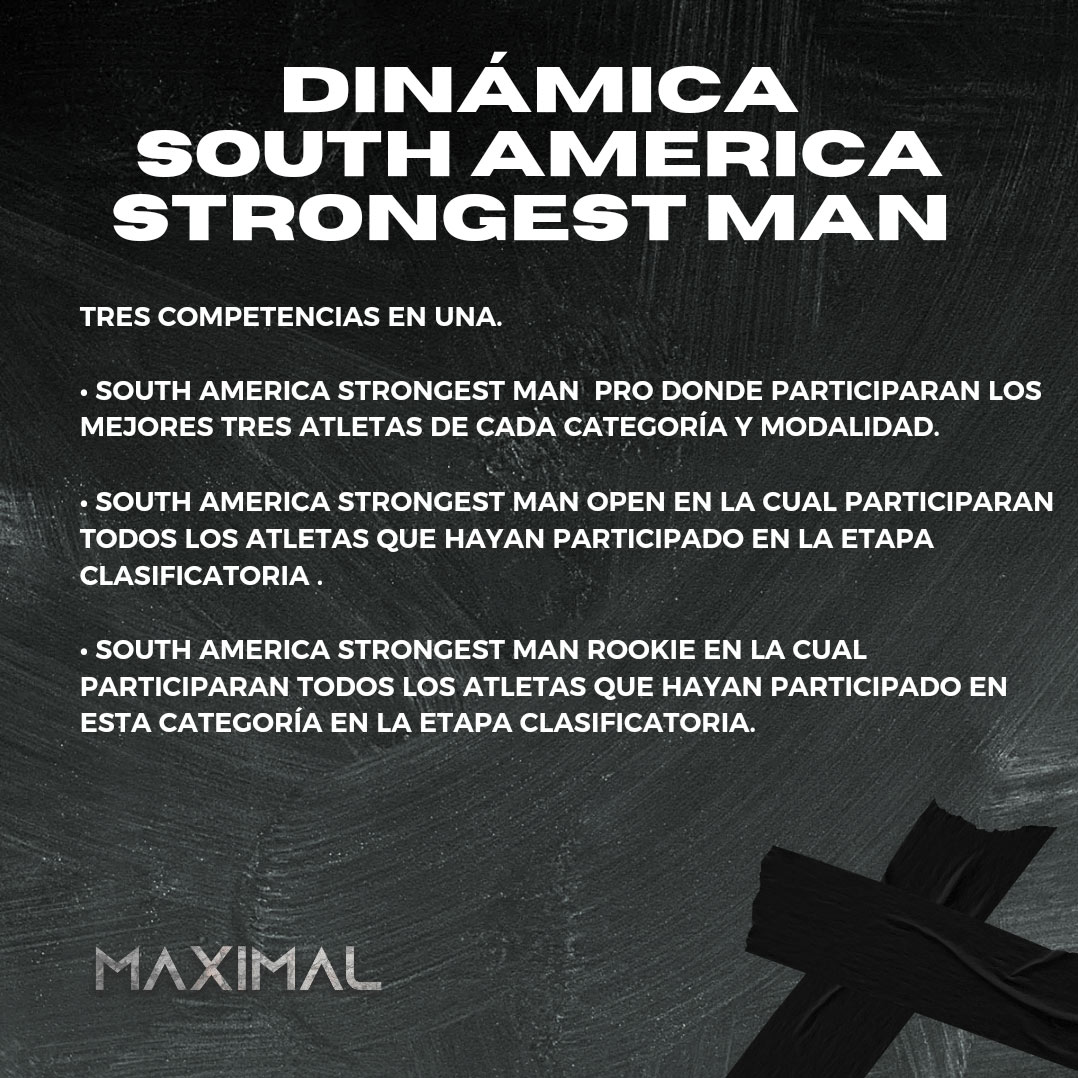 DINÁMICA
SOUTH AMERICA
STRONGEST MAN
TRES COMPETENCIAS EN UNA.
• SOUTH AMERICA STRONGEST MAN  PRO DONDE PARTICIPARAN LOS
MEJORES TRES ATLETAS DE CADA CATEGORÍA Y MODALIDAD.
• SOUTH AMERICA STRONGEST MAN OPEN EN LA CUAL PARTICIPARAN
TODOS LOS ATLETAS QUE HAYAN PARTICIPADO EN LA ETAPA
CLASIFICATORIA .
• SOUTH AMERICA STRONGEST MAN ROOKIE EN LA CUAL
PARTICIPARAN TODOS LOS ATLETAS QUE HAYAN PARTICIPADO EN
ESTA CATEGORÍA EN LA ETAPA CLASIFICATORIA.
MAXIMAL